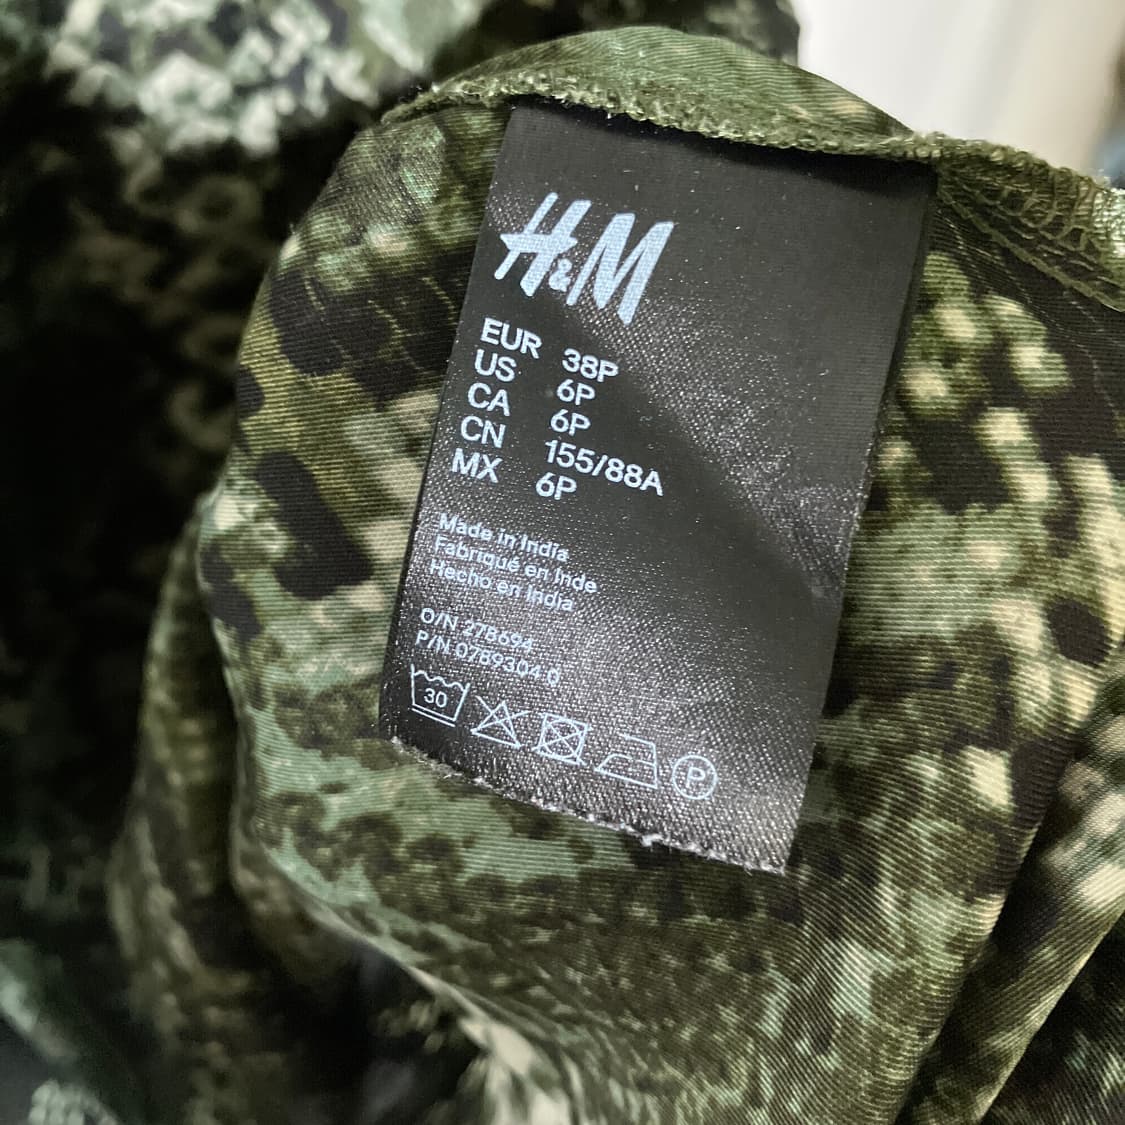 H&M
EUR 38P
US 6P
CA 6P
CN 155/88A
MX 6P
Made in India
Fabriqué en Inde
Hecho en India
O/N 278694
P/N 0789304 0
30
P